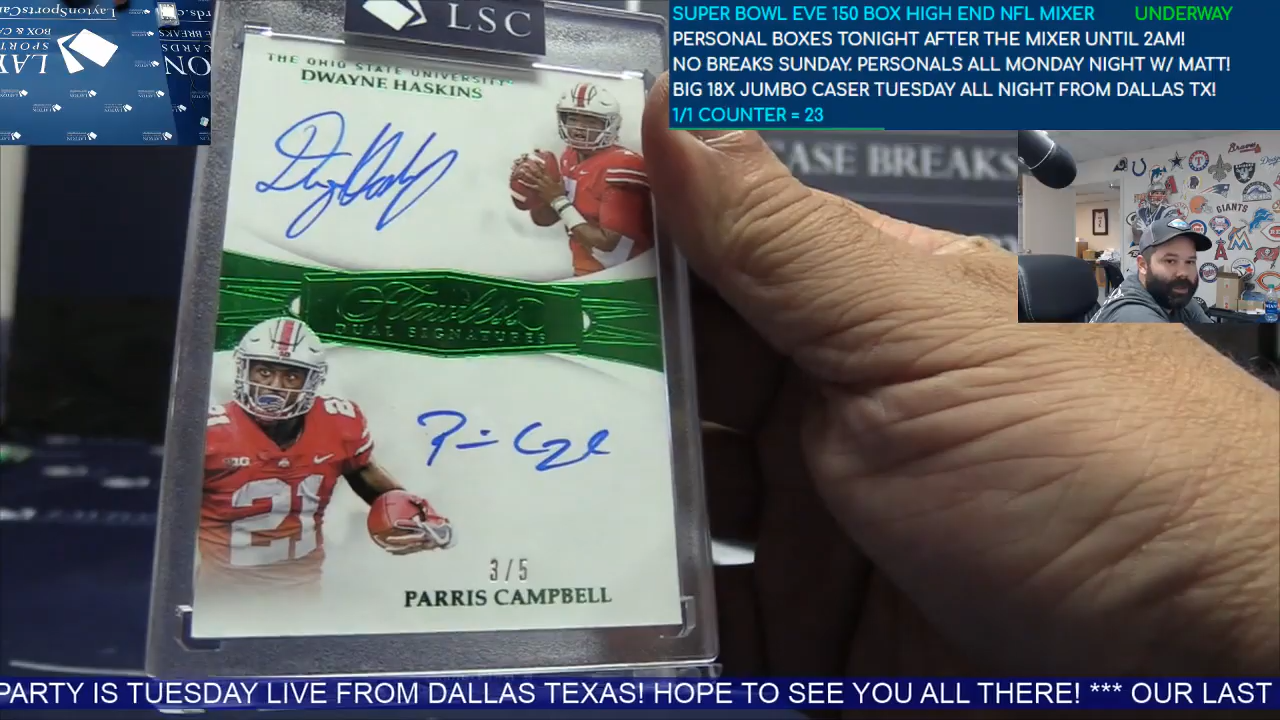 LSC
SUPER BOWL EVE 150 BOX HIGH END NFL MIXER UNDERWAY
PERSONAL BOXES TONIGHT AFTER THE MIXER UNTIL 2AM!
NO BREAKS SUNDAY. PERSONALS ALL MONDAY NIGHT W/ MATT!
BIG 18X JUMBO CASER TUESDAY ALL NIGHT FROM DALLAS TX!
1/1 COUNTER = 23
THE OHIO STATE UNIVERSITY
DWAYNE HASKINS
CASE BREAKS
GIANTS
Flawless
DUAL SIGNATURES
21
21
3/5
PARRIS CAMPBELL
PARTY IS TUESDAY LIVE FROM DALLAS TEXAS! HOPE TO SEE YOU ALL THERE! *** OUR LAST